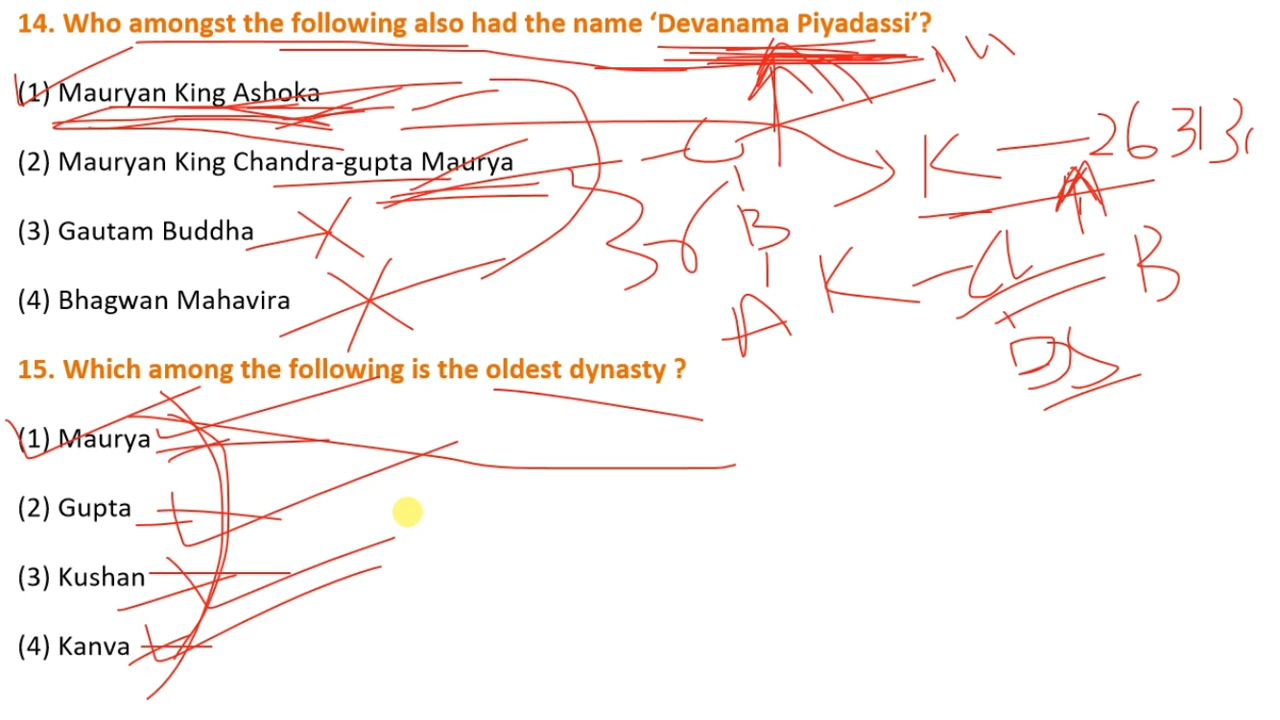 14. Who amongst the following also had the name ‘Devanama Piyadassi’?
(1) Mauryan King Ashoka
(2) Mauryan King Chandra-gupta Maurya
(3) Gautam Buddha
(4) Bhagwan Mahavira
K — 26313
B
A
K
B
15. Which among the following is the oldest dynasty ?
(1) Maurya
(2) Gupta
(3) Kushan
(4) Kanva